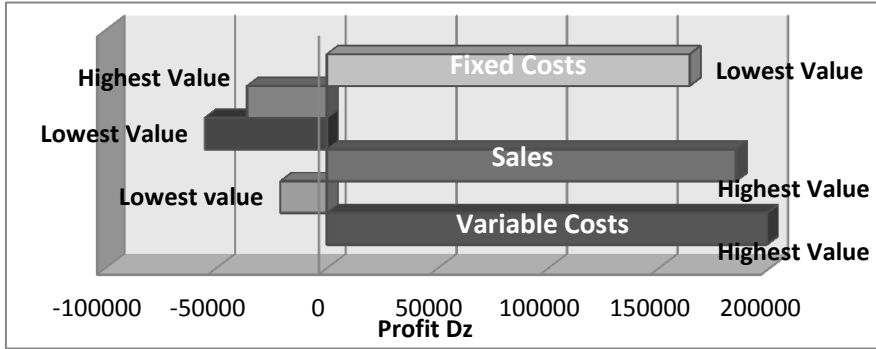 Fixed Costs
Lowest Value
Highest Value
Lowest Value
Sales
Highest Value
Lowest value
Variable Costs
Highest Value
-100000 -50000 0 50000 100000 150000 200000
Profit Dz